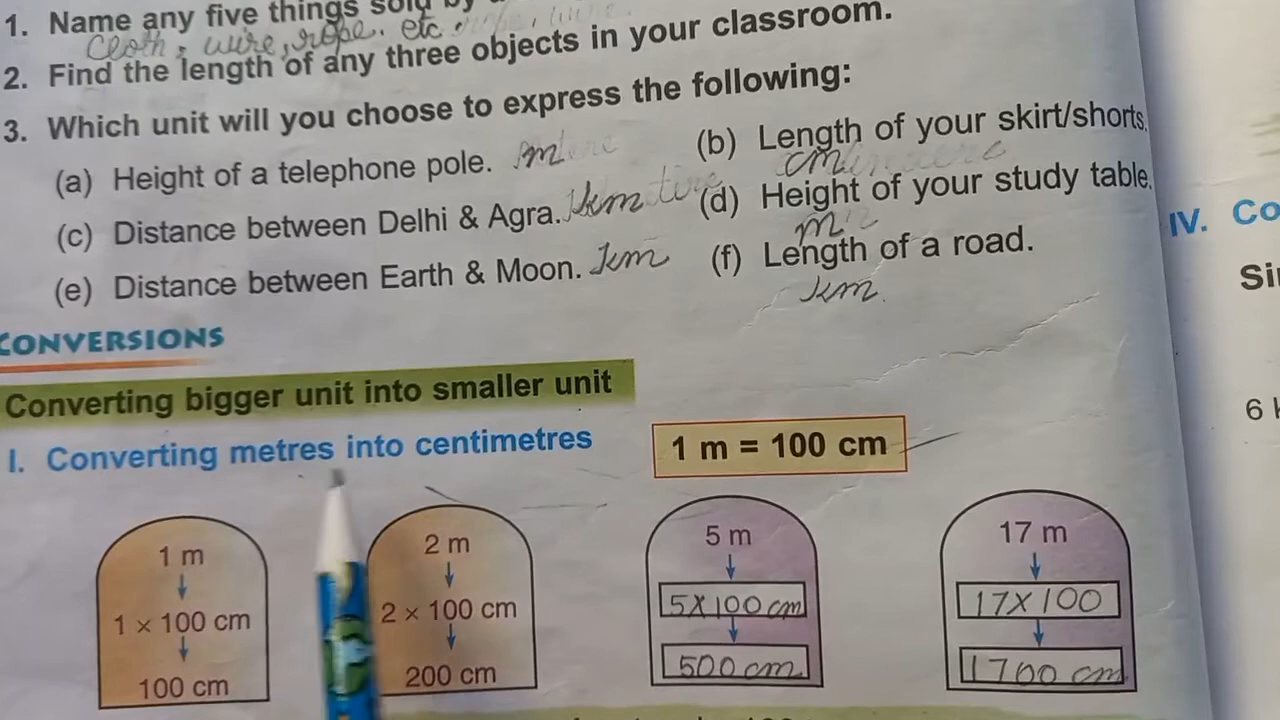 1. Name any five things sold by
Cloth, wire, rope. etc.
2. Find the length of any three objects in your classroom.
3. Which unit will you choose to express the following:
(a) Height of a telephone pole. m
(b) Length of your skirt/shorts.
cm
(c) Distance between Delhi & Agra. km
(d) Height of your study table.
m
(e) Distance between Earth & Moon. km
(f) Length of a road.
km.
CONVERSIONS
Converting bigger unit into smaller unit
I. Converting metres into centimetres
1 m = 100 cm
1 m
↓
1 × 100 cm
↓
100 cm
2 m
↓
2 × 100 cm
↓
200 cm
5 m
↓
5X100 cm
↓
500 cm
17 m
↓
17X100
↓
1700 cm
IV. Co
6